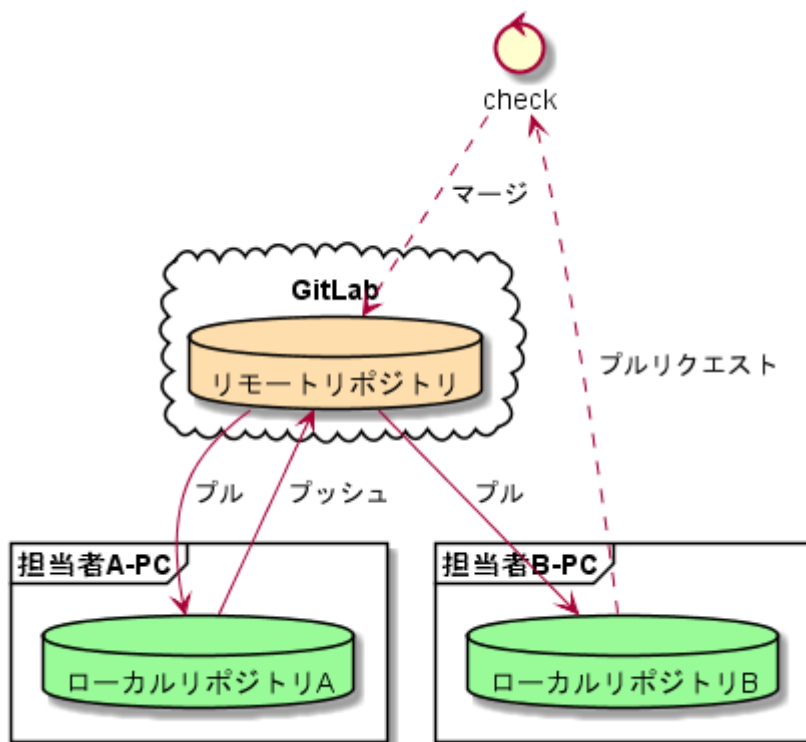 check
マージ
GitLab
リモートリポジトリ
プルリクエスト
プル
プッシュ
プル
担当者A-PC
担当者B-PC
ローカルリポジトリA
ローカルリポジトリB